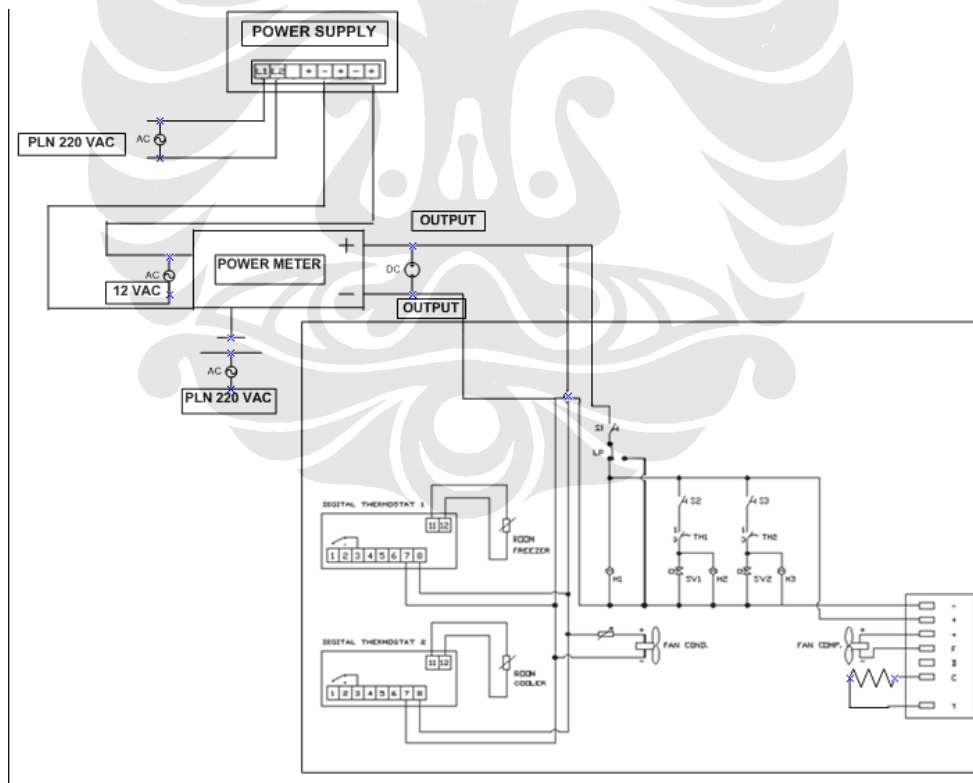 POWER SUPPLY
L1 L2 + - + - +
PLN 220 VAC
AC
OUTPUT
+
POWER METER
DC
AC
12 VAC
-
OUTPUT
AC
PLN 220 VAC
S1
LP
DIGITAL THERMOSTAT 1
11 12
1 2 3 4 5 6 7 8
ROOM
FREEZER
S2
S3
1
TH1
1
TH2
H1
SV1
H2
SV2
H3
-
+
+
F
D
C
T
DIGITAL THERMOSTAT 2
11 12
1 2 3 4 5 6 7 8
ROOM
COOLER
+
-
FAN COND.
FAN COMP.
+
-